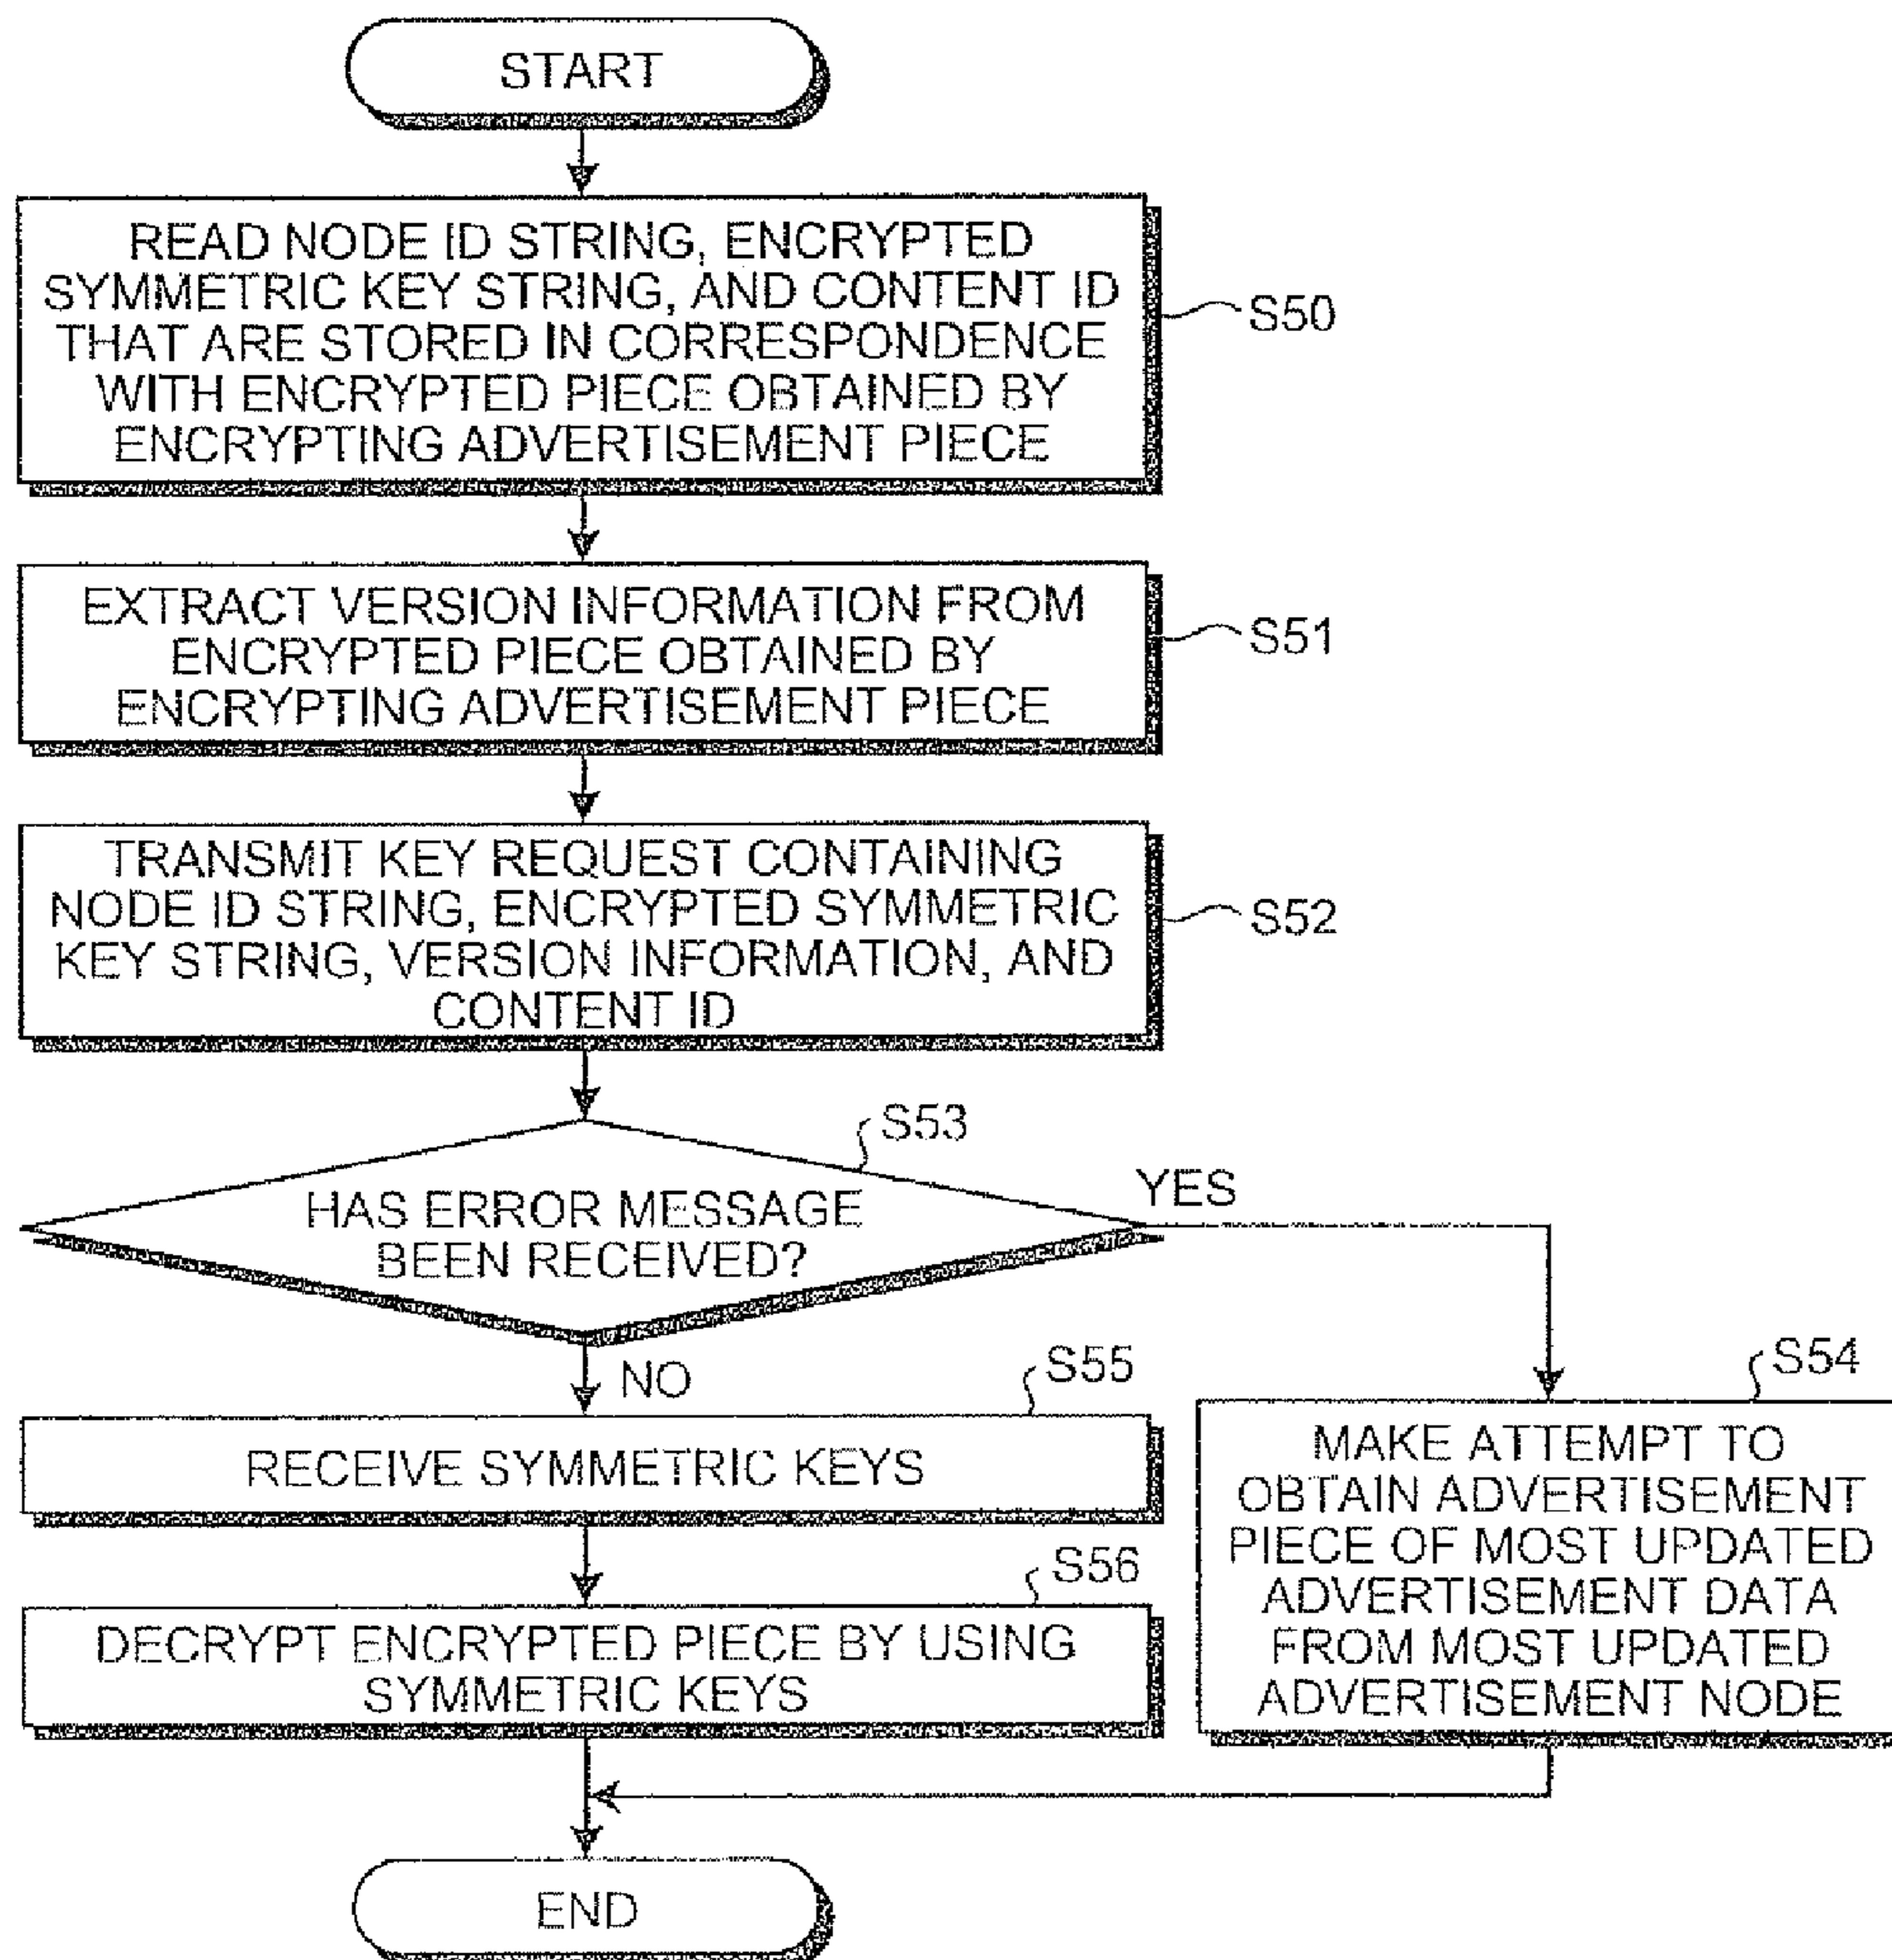 START
READ NODE ID STRING, ENCRYPTED
SYMMETRIC KEY STRING, AND CONTENT ID
THAT ARE STORED IN CORRESPONDENCE
WITH ENCRYPTED PIECE OBTAINED BY
ENCRYPTING ADVERTISEMENT PIECE
S50
EXTRACT VERSION INFORMATION FROM
ENCRYPTED PIECE OBTAINED BY
ENCRYPTING ADVERTISEMENT PIECE
S51
TRANSMIT KEY REQUEST CONTAINING
NODE ID STRING, ENCRYPTED SYMMETRIC
KEY STRING, VERSION INFORMATION, AND
CONTENT ID
S52
S53
HAS ERROR MESSAGE
BEEN RECEIVED?
YES
NO
S55
RECEIVE SYMMETRIC KEYS
S56
DECRYPT ENCRYPTED PIECE BY USING
SYMMETRIC KEYS
S54
MAKE ATTEMPT TO
OBTAIN ADVERTISEMENT
PIECE OF MOST UPDATED
ADVERTISEMENT DATA
FROM MOST UPDATED
ADVERTISEMENT NODE
END